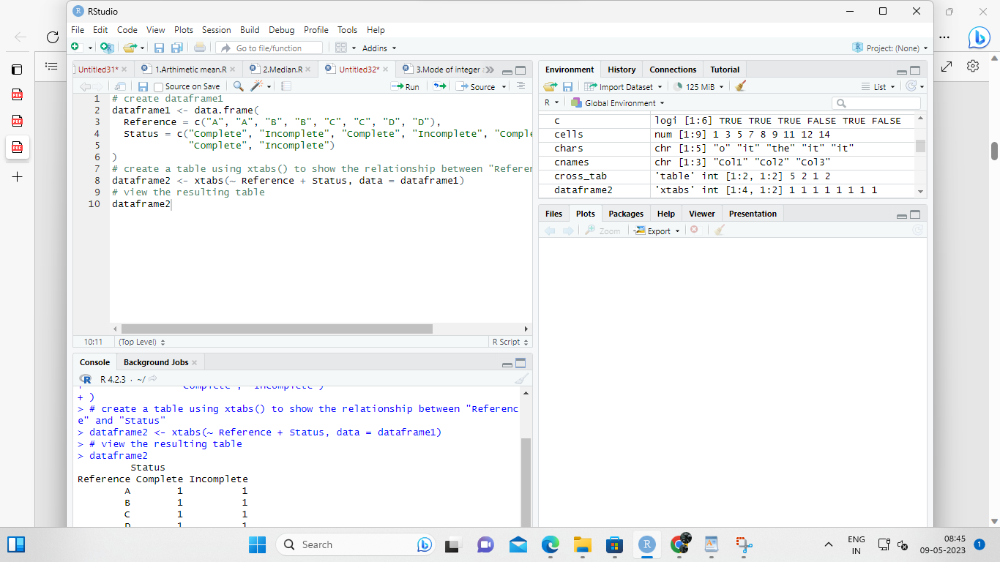 RStudio
File Edit Code View Plots Session Build Debug Profile Tools Help
Go to file/function Addins Project: (None)
Untitled31* 1.Arthimetic mean.R 2.Median.R Untitled32* 3.Mode of integer
Source on Save Run Source
1 # create dataframe1
2 dataframe1 <- data.frame(
3 Reference = c("A", "A", "B", "B", "C", "C", "D", "D"),
4 Status = c("Complete", "Incomplete", "Complete", "Incomplete", "Comple
5 "Complete", "Incomplete")
6 )
7 # create a table using xtabs() to show the relationship between "Refere
8 dataframe2 <- xtabs(~ Reference + Status, data = dataframe1)
9 # view the resulting table
10 dataframe2
10:11 (Top Level) R Script
Console Background Jobs
R 4.2.3 · ~/
+ "Complete", "Incomplete")
+ )
> # create a table using xtabs() to show the relationship between "Referenc
e" and "Status"
> dataframe2 <- xtabs(~ Reference + Status, data = dataframe1)
> # view the resulting table
> dataframe2
Status
Reference Complete Incomplete
A 1 1
B 1 1
C 1 1
D 1 1
Environment History Connections Tutorial
Import Dataset 125 MiB List
R Global Environment
c logi [1:6] TRUE TRUE TRUE FALSE TRUE FALSE
cells num [1:9] 1 3 5 7 8 9 11 12 14
chars chr [1:5] "o" "it" "the" "it" "it"
cnames chr [1:3] "Col1" "Col2" "Col3"
cross_tab 'table' int [1:2, 1:2] 5 2 1 2
dataframe2 'xtabs' int [1:4, 1:2] 1 1 1 1 1 1 1 1
Files Plots Packages Help Viewer Presentation
Zoom Export
PDF
PDF
PDF
Search
ENG
IN
08:45
09-05-2023
1